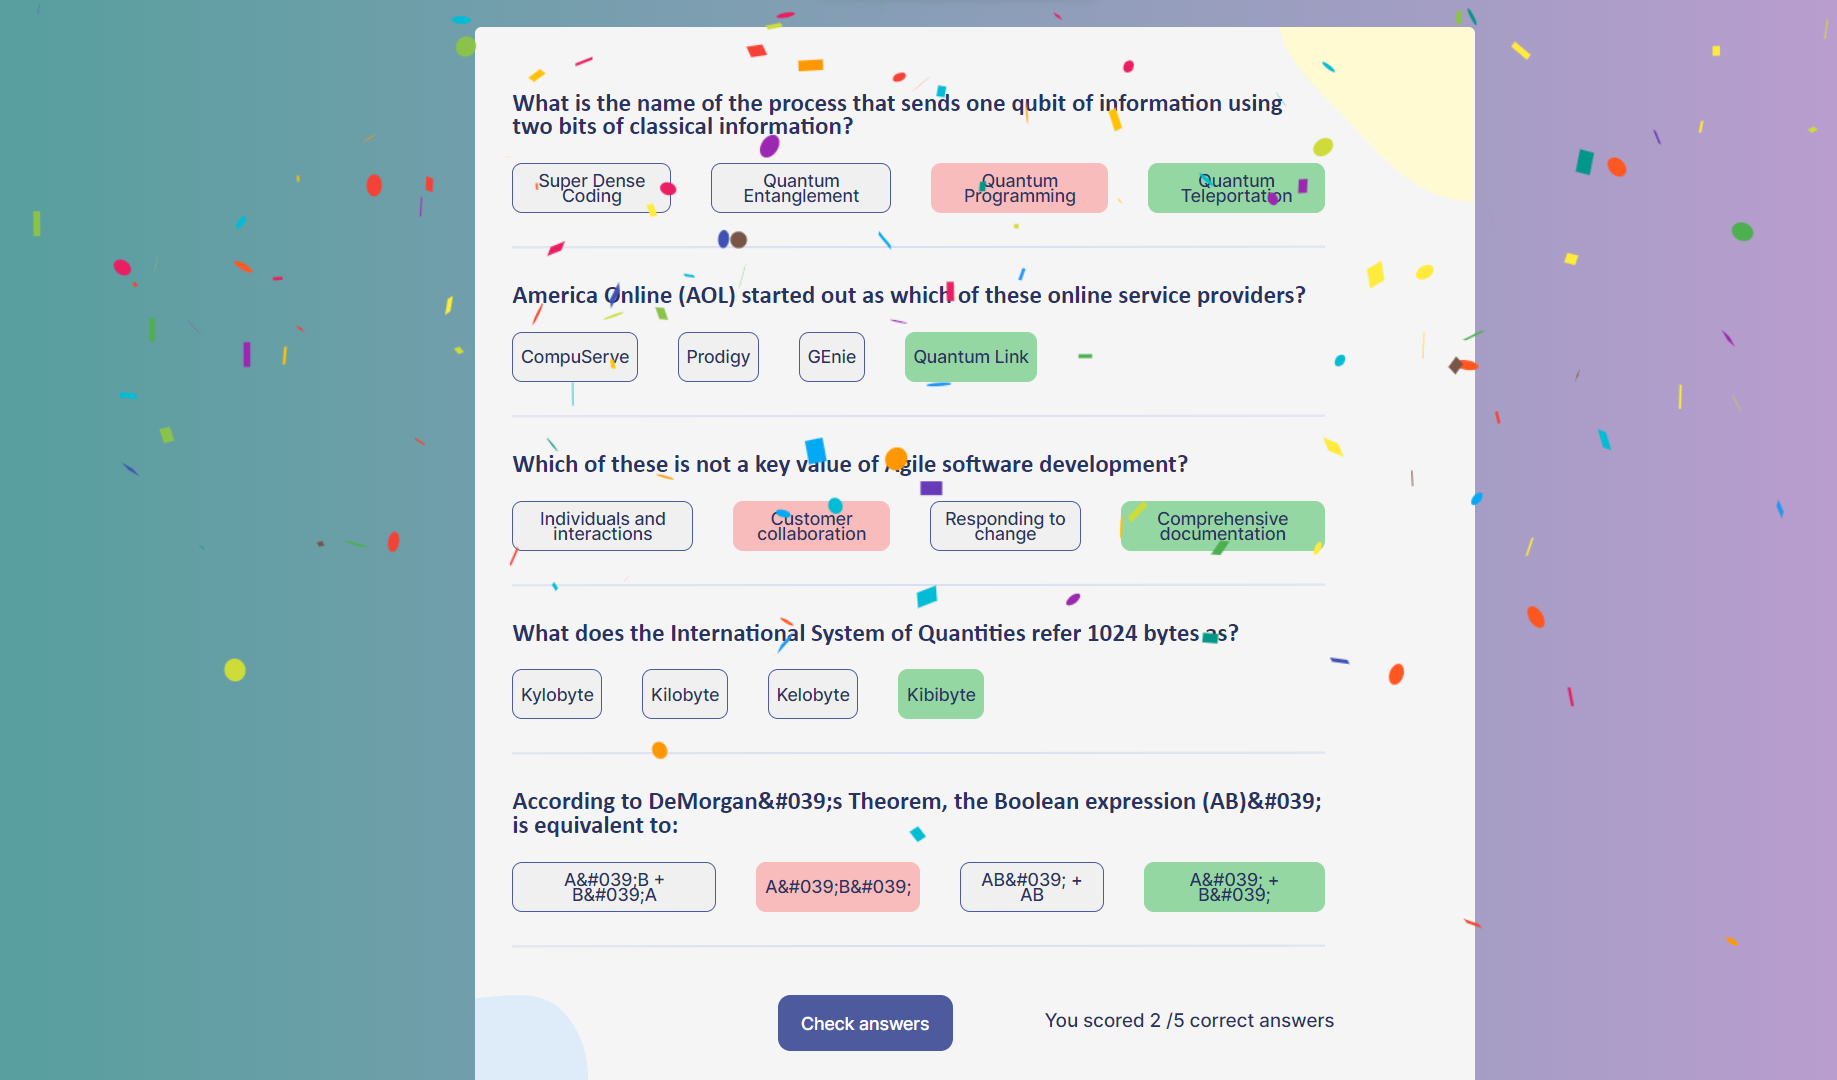 What is the name of the process that sends one qubit of information using
two bits of classical information?
Super Dense
Coding
Quantum
Entanglement
Quantum
Programming
Quantum
Teleportation
America Online (AOL) started out as which of these online service providers?
CompuServe
Prodigy
GEnie
Quantum Link
Which of these is not a key value of Agile software development?
Individuals and
interactions
Customer
collaboration
Responding to
change
Comprehensive
documentation
What does the International System of Quantities refer 1024 bytes as?
Kylobyte
Kilobyte
Kelobyte
Kibibyte
According to DeMorgan&#039;s Theorem, the Boolean expression (AB)&#039;
is equivalent to:
A&#039;B +
B&#039;A
A&#039;B&#039;
AB&#039; +
AB
A&#039; +
B&#039;
Check answers
You scored 2 /5 correct answers